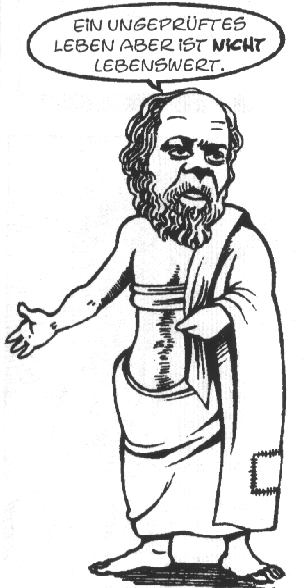 EIN UNGEPRÜFTES
LEBEN ABER IST NICHT
LEBENSWERT.